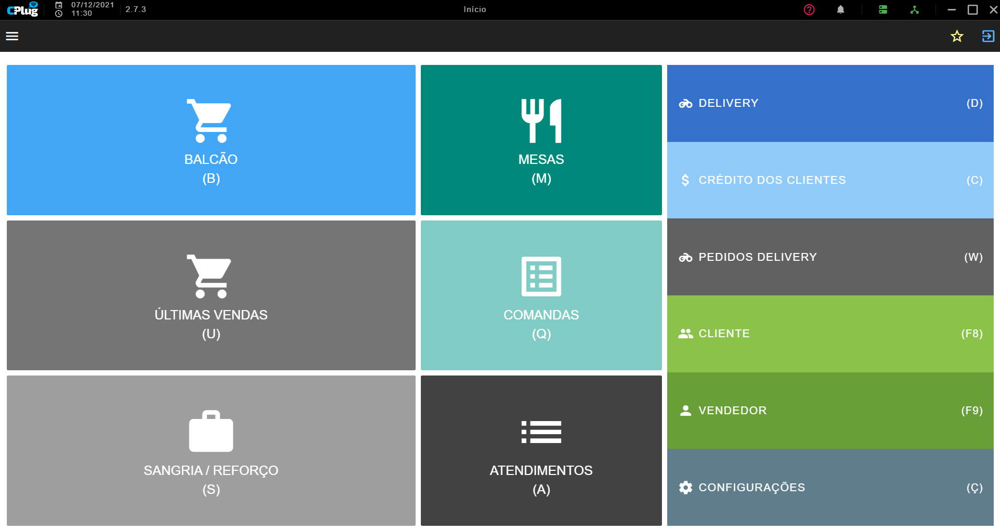 CPlug
07/12/2021
11:30
2.7.3
Início
BALCÃO
(B)
MESAS
(M)
DELIVERY (D)
CRÉDITO DOS CLIENTES (C)
PEDIDOS DELIVERY (W)
CLIENTE (F8)
VENDEDOR (F9)
CONFIGURAÇÕES (Ç)
ÚLTIMAS VENDAS
(U)
COMANDAS
(Q)
SANGRIA / REFORÇO
(S)
ATENDIMENTOS
(A)